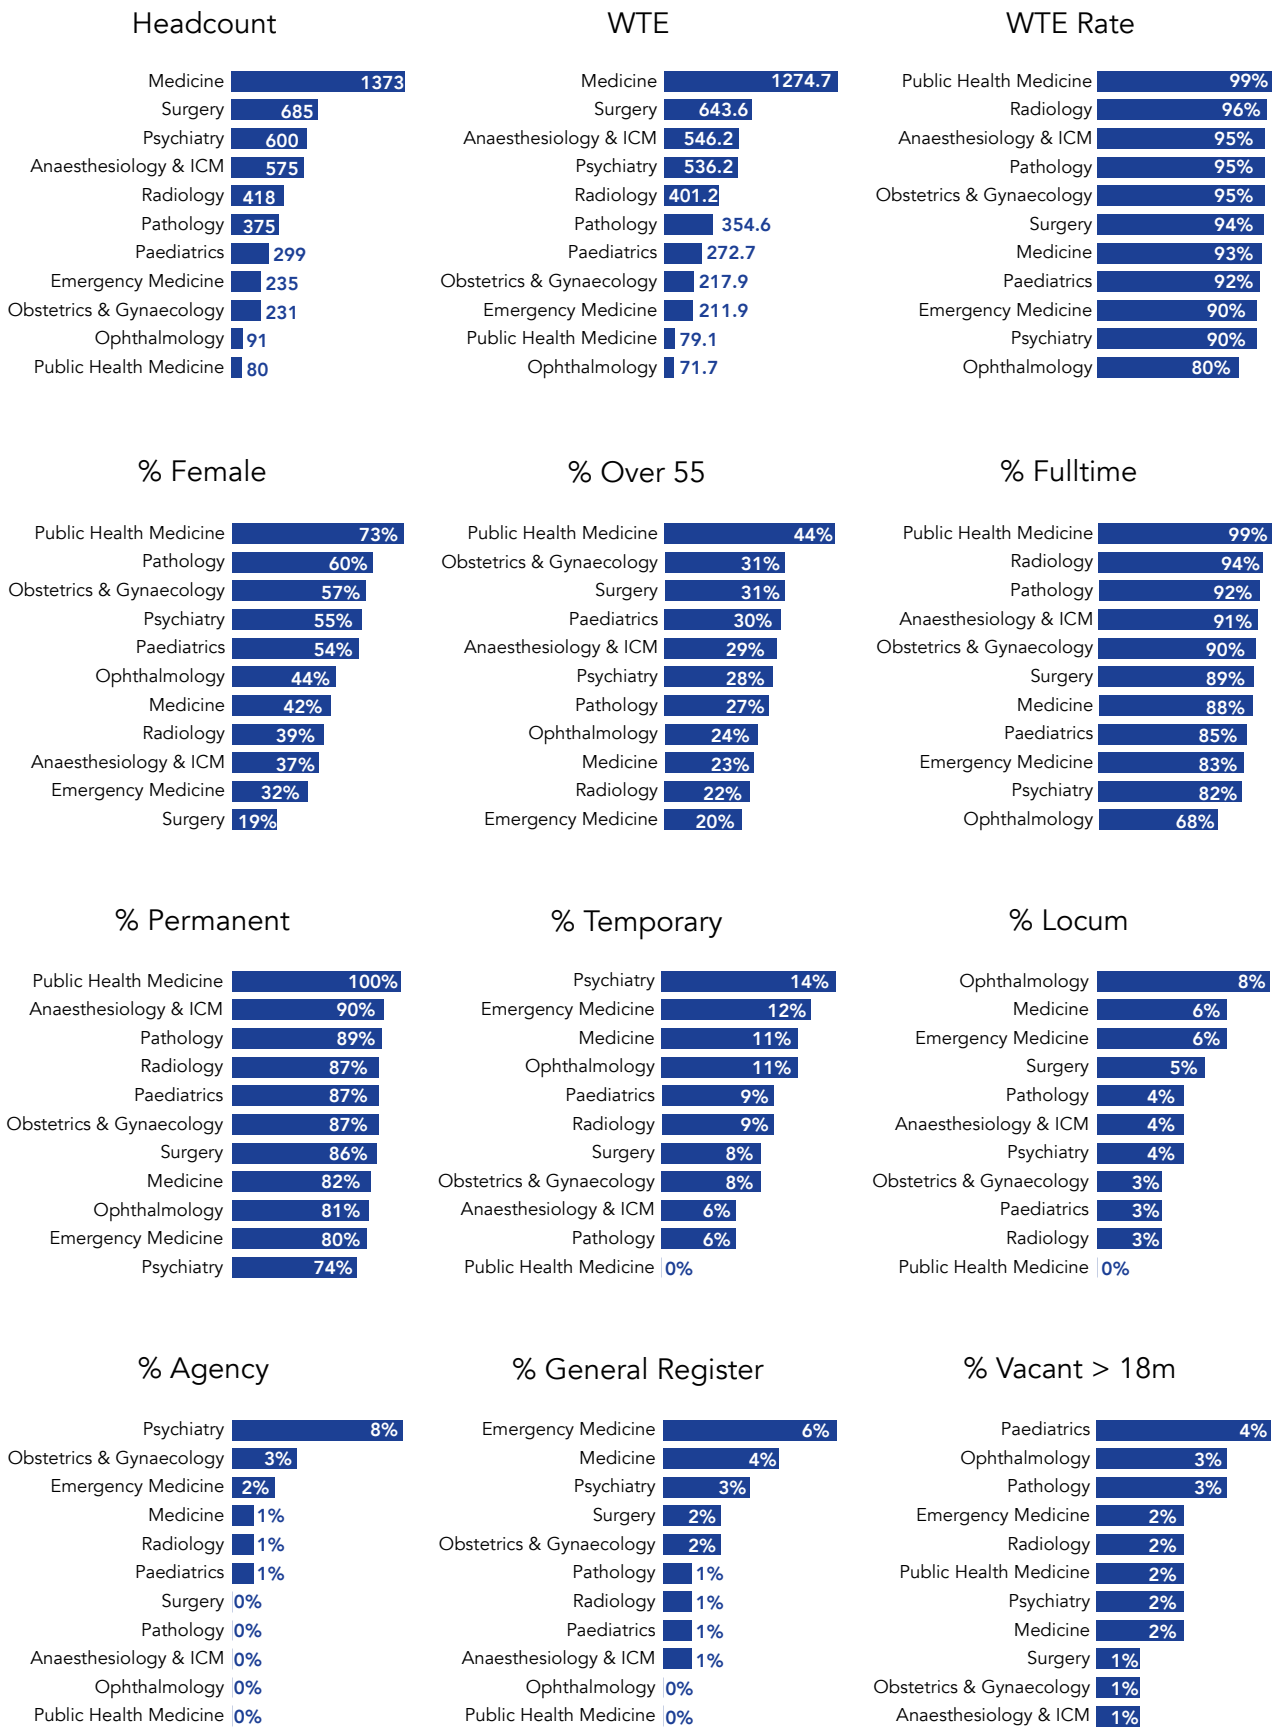 Headcount
Medicine 1373
Surgery 685
Psychiatry 600
Anaesthesiology & ICM 575
Radiology 418
Pathology 375
Paediatrics 299
Emergency Medicine 235
Obstetrics & Gynaecology 231
Ophthalmology 91
Public Health Medicine 80
WTE
Medicine 1274.7
Surgery 643.6
Anaesthesiology & ICM 546.2
Psychiatry 536.2
Radiology 401.2
Pathology 354.6
Paediatrics 272.7
Obstetrics & Gynaecology 217.9
Emergency Medicine 211.9
Public Health Medicine 79.1
Ophthalmology 71.7
WTE Rate
Public Health Medicine 99%
Radiology 96%
Anaesthesiology & ICM 95%
Pathology 95%
Obstetrics & Gynaecology 95%
Surgery 94%
Medicine 93%
Paediatrics 92%
Emergency Medicine 90%
Psychiatry 90%
Ophthalmology 80%
% Female
Public Health Medicine 73%
Pathology 60%
Obstetrics & Gynaecology 57%
Psychiatry 55%
Paediatrics 54%
Ophthalmology 44%
Medicine 42%
Radiology 39%
Anaesthesiology & ICM 37%
Emergency Medicine 32%
Surgery 19%
% Over 55
Public Health Medicine 44%
Obstetrics & Gynaecology 31%
Surgery 31%
Paediatrics 30%
Anaesthesiology & ICM 29%
Psychiatry 28%
Pathology 27%
Ophthalmology 24%
Medicine 23%
Radiology 22%
Emergency Medicine 20%
% Fulltime
Public Health Medicine 99%
Radiology 94%
Pathology 92%
Anaesthesiology & ICM 91%
Obstetrics & Gynaecology 90%
Surgery 89%
Medicine 88%
Paediatrics 85%
Emergency Medicine 83%
Psychiatry 82%
Ophthalmology 68%
% Permanent
Public Health Medicine 100%
Anaesthesiology & ICM 90%
Pathology 89%
Radiology 87%
Paediatrics 87%
Obstetrics & Gynaecology 87%
Surgery 86%
Medicine 82%
Ophthalmology 81%
Emergency Medicine 80%
Psychiatry 74%
% Temporary
Psychiatry 14%
Emergency Medicine 12%
Medicine 11%
Ophthalmology 11%
Paediatrics 9%
Radiology 9%
Surgery 8%
Obstetrics & Gynaecology 8%
Anaesthesiology & ICM 6%
Pathology 6%
Public Health Medicine 0%
% Locum
Ophthalmology 8%
Medicine 6%
Emergency Medicine 6%
Surgery 5%
Pathology 4%
Anaesthesiology & ICM 4%
Psychiatry 4%
Obstetrics & Gynaecology 3%
Paediatrics 3%
Radiology 3%
Public Health Medicine 0%
% Agency
Psychiatry 8%
Obstetrics & Gynaecology 3%
Emergency Medicine 2%
Medicine 1%
Radiology 1%
Paediatrics 1%
Surgery 0%
Pathology 0%
Anaesthesiology & ICM 0%
Ophthalmology 0%
Public Health Medicine 0%
% General Register
Emergency Medicine 6%
Medicine 4%
Psychiatry 3%
Surgery 2%
Obstetrics & Gynaecology 2%
Pathology 1%
Radiology 1%
Paediatrics 1%
Anaesthesiology & ICM 1%
Ophthalmology 0%
Public Health Medicine 0%
% Vacant > 18m
Paediatrics 4%
Ophthalmology 3%
Pathology 3%
Emergency Medicine 2%
Radiology 2%
Public Health Medicine 2%
Psychiatry 2%
Medicine 2%
Surgery 1%
Obstetrics & Gynaecology 1%
Anaesthesiology & ICM 1%